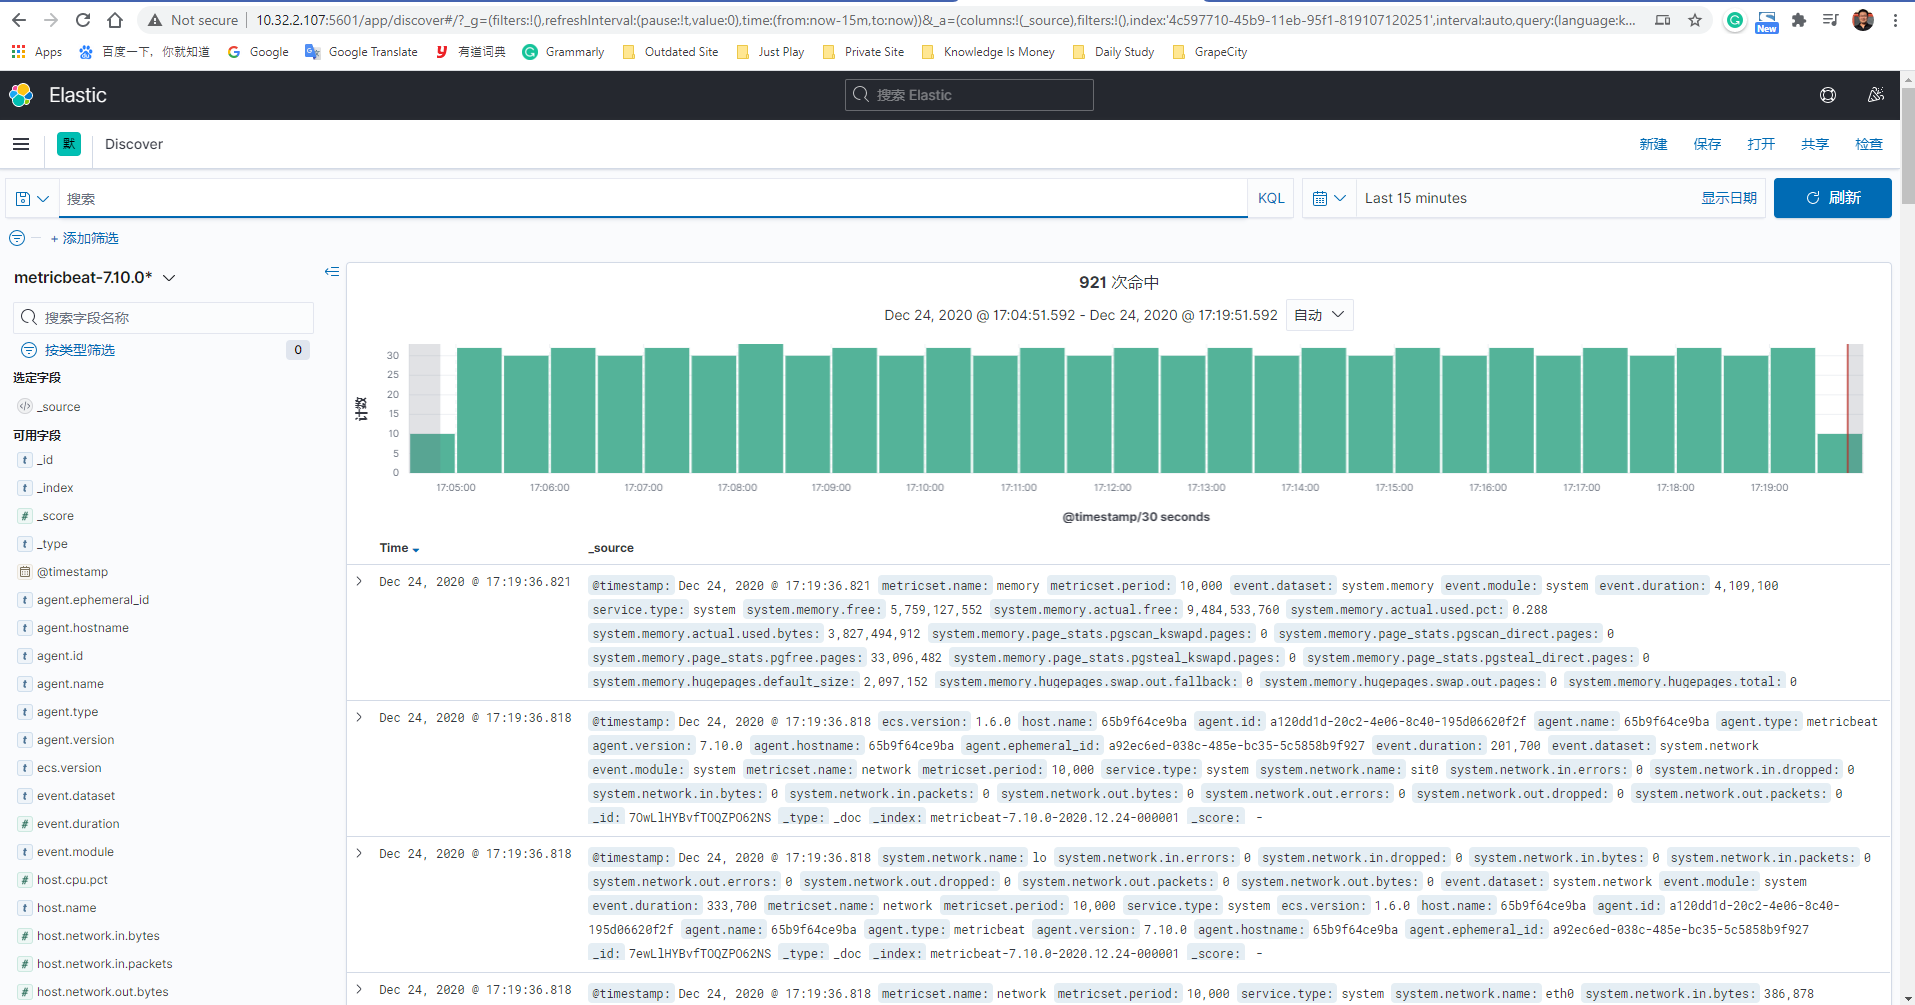 Not secure 10.32.2.107:5601/app/discover#/?_g=(filters:!(),refreshInterval:(pause:!t,value:0),time:(from:now-15m,to:now))&_a=(columns:!(_source),filters:!(),index:'4c597710-45b9-11eb-95f1-819107120251',interval:auto,query:(language:k... New
Apps 百度一下，你就知道 Google Google Translate 有道词典 Grammarly Outdated Site Just Play Private Site Knowledge Is Money Daily Study GrapeCity
Elastic 搜索 Elastic
默 Discover 新建 保存 打开 共享 检查
搜索 KQL Last 15 minutes 显示日期 刷新
+ 添加筛选
metricbeat-7.10.0*
搜索字段名称
按类型筛选 0
选定字段
_source
可用字段
t _id
t _index
# _score
t _type
@timestamp
t agent.ephemeral_id
t agent.hostname
t agent.id
t agent.name
t agent.type
t agent.version
t ecs.version
t event.dataset
# event.duration
t event.module
# host.cpu.pct
t host.name
# host.network.in.bytes
# host.network.in.packets
# host.network.out.bytes
921 次命中
Dec 24, 2020 @ 17:04:51.592 - Dec 24, 2020 @ 17:19:51.592 自动
计数
30
25
20
15
10
5
0
17:05:00 17:06:00 17:07:00 17:08:00 17:09:00 17:10:00 17:11:00 17:12:00 17:13:00 17:14:00 17:15:00 17:16:00 17:17:00 17:18:00 17:19:00
@timestamp/30 seconds
Time _source
Dec 24, 2020 @ 17:19:36.821 @timestamp: Dec 24, 2020 @ 17:19:36.821 metricset.name: memory metricset.period: 10,000 event.dataset: system.memory event.module: system event.duration: 4,109,100
service.type: system system.memory.free: 5,759,127,552 system.memory.actual.free: 9,484,533,760 system.memory.actual.used.pct: 0.288
system.memory.actual.used.bytes: 3,827,494,912 system.memory.page_stats.pgscan_kswapd.pages: 0 system.memory.page_stats.pgscan_direct.pages: 0
system.memory.page_stats.pgfree.pages: 33,096,482 system.memory.page_stats.pgsteal_kswapd.pages: 0 system.memory.page_stats.pgsteal_direct.pages: 0
system.memory.hugepages.default_size: 2,097,152 system.memory.hugepages.swap.out.fallback: 0 system.memory.hugepages.swap.out.pages: 0 system.memory.hugepages.total: 0
Dec 24, 2020 @ 17:19:36.818 @timestamp: Dec 24, 2020 @ 17:19:36.818 ecs.version: 1.6.0 host.name: 65b9f64ce9ba agent.id: a120dd1d-20c2-4e06-8c40-195d06620f2f agent.name: 65b9f64ce9ba agent.type: metricbeat
agent.version: 7.10.0 agent.hostname: 65b9f64ce9ba agent.ephemeral_id: a92ec6ed-038c-485e-bc35-5c5858b9f927 event.duration: 201,700 event.dataset: system.network
event.module: system metricset.name: network metricset.period: 10,000 service.type: system system.network.name: sit0 system.network.in.errors: 0 system.network.in.dropped: 0
system.network.in.bytes: 0 system.network.in.packets: 0 system.network.out.bytes: 0 system.network.out.errors: 0 system.network.out.dropped: 0 system.network.out.packets: 0
_id: 7OwLlHYBvfTOQZPO62NS _type: _doc _index: metricbeat-7.10.0-2020.12.24-000001 _score: -
Dec 24, 2020 @ 17:19:36.818 @timestamp: Dec 24, 2020 @ 17:19:36.818 system.network.name: lo system.network.in.errors: 0 system.network.in.dropped: 0 system.network.in.bytes: 0 system.network.in.packets: 0
system.network.out.errors: 0 system.network.out.dropped: 0 system.network.out.packets: 0 system.network.out.bytes: 0 event.dataset: system.network event.module: system
event.duration: 333,700 metricset.name: network metricset.period: 10,000 service.type: system ecs.version: 1.6.0 host.name: 65b9f64ce9ba agent.id: a120dd1d-20c2-4e06-8c40-
195d06620f2f agent.name: 65b9f64ce9ba agent.type: metricbeat agent.version: 7.10.0 agent.hostname: 65b9f64ce9ba agent.ephemeral_id: a92ec6ed-038c-485e-bc35-5c5858b9f927
_id: 7ewLlHYBvfTOQZPO62NS _type: _doc _index: metricbeat-7.10.0-2020.12.24-000001 _score: -
Dec 24, 2020 @ 17:19:36.818 @timestamp: Dec 24, 2020 @ 17:19:36.818 metricset.name: network metricset.period: 10,000 service.type: system system.network.name: eth0 system.network.in.bytes: 386,878